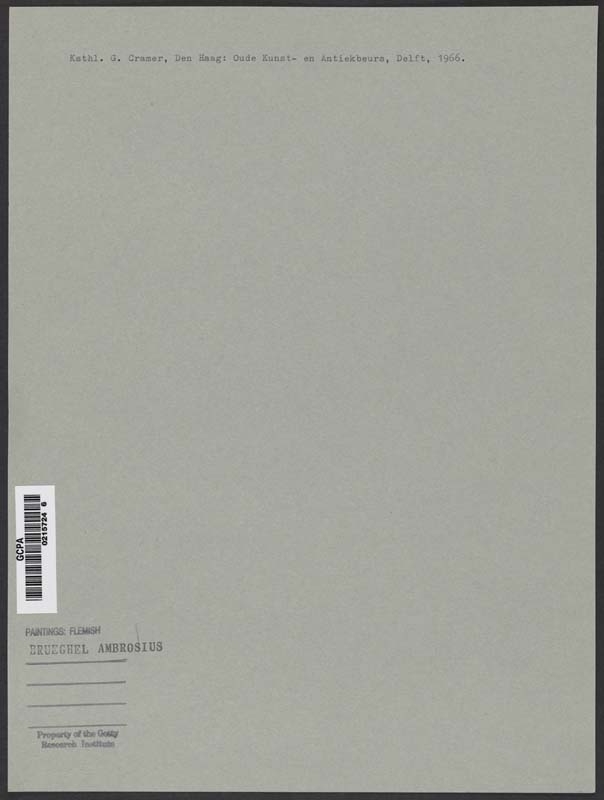 Kathl. G. Cramer, Den Haag: Oude Kunst- en Antiekbeurs, Delft, 1966.
GCPA
0215724 6
PAINTINGS: FLEMISH
BRUEGHEL AMBROSIUS
Property of the Getty
Research Institute